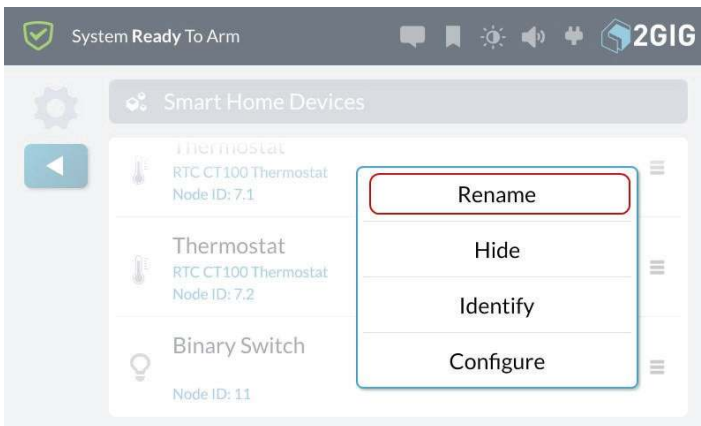 System Ready To Arm
2GIG
Smart Home Devices
Thermostat
RTC CT100 Thermostat
Node ID: 7.1
Thermostat
RTC CT100 Thermostat
Node ID: 7.2
Binary Switch
Node ID: 11
Rename
Hide
Identify
Configure